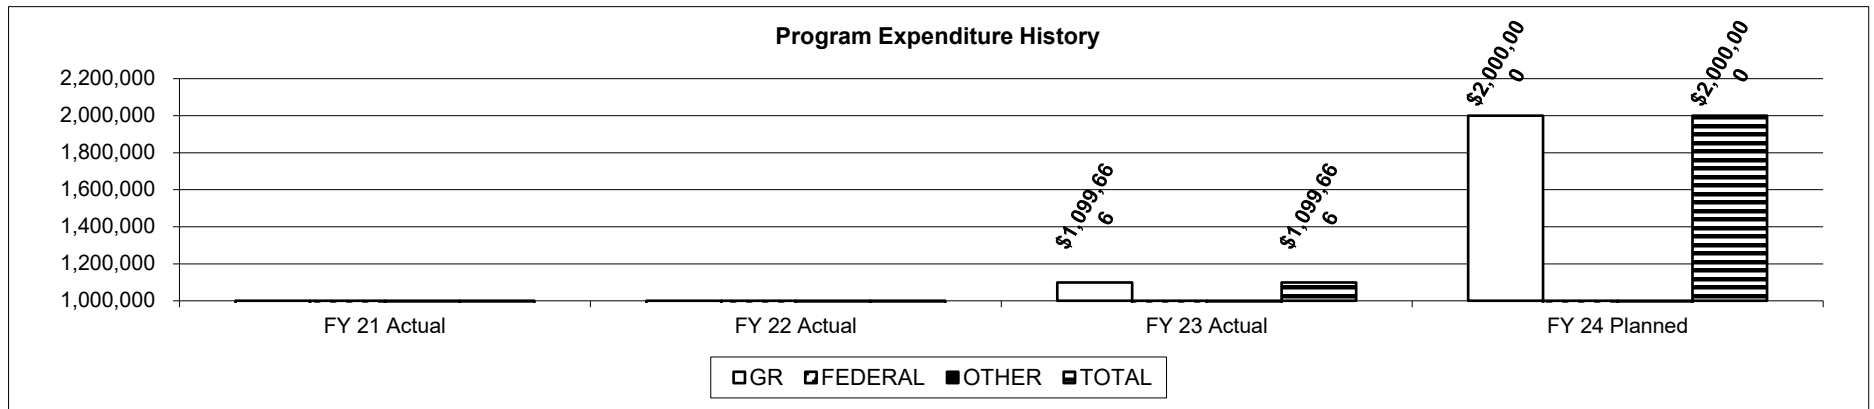 Program Expenditure History
$2,000,00
0
$2,000,00
0
$1,099,66
6
$1,099,66
6
2,200,000
2,000,000
1,800,000
1,600,000
1,400,000
1,200,000
1,000,000
FY 21 Actual
FY 22 Actual
FY 23 Actual
FY 24 Planned
GR FEDERAL OTHER TOTAL